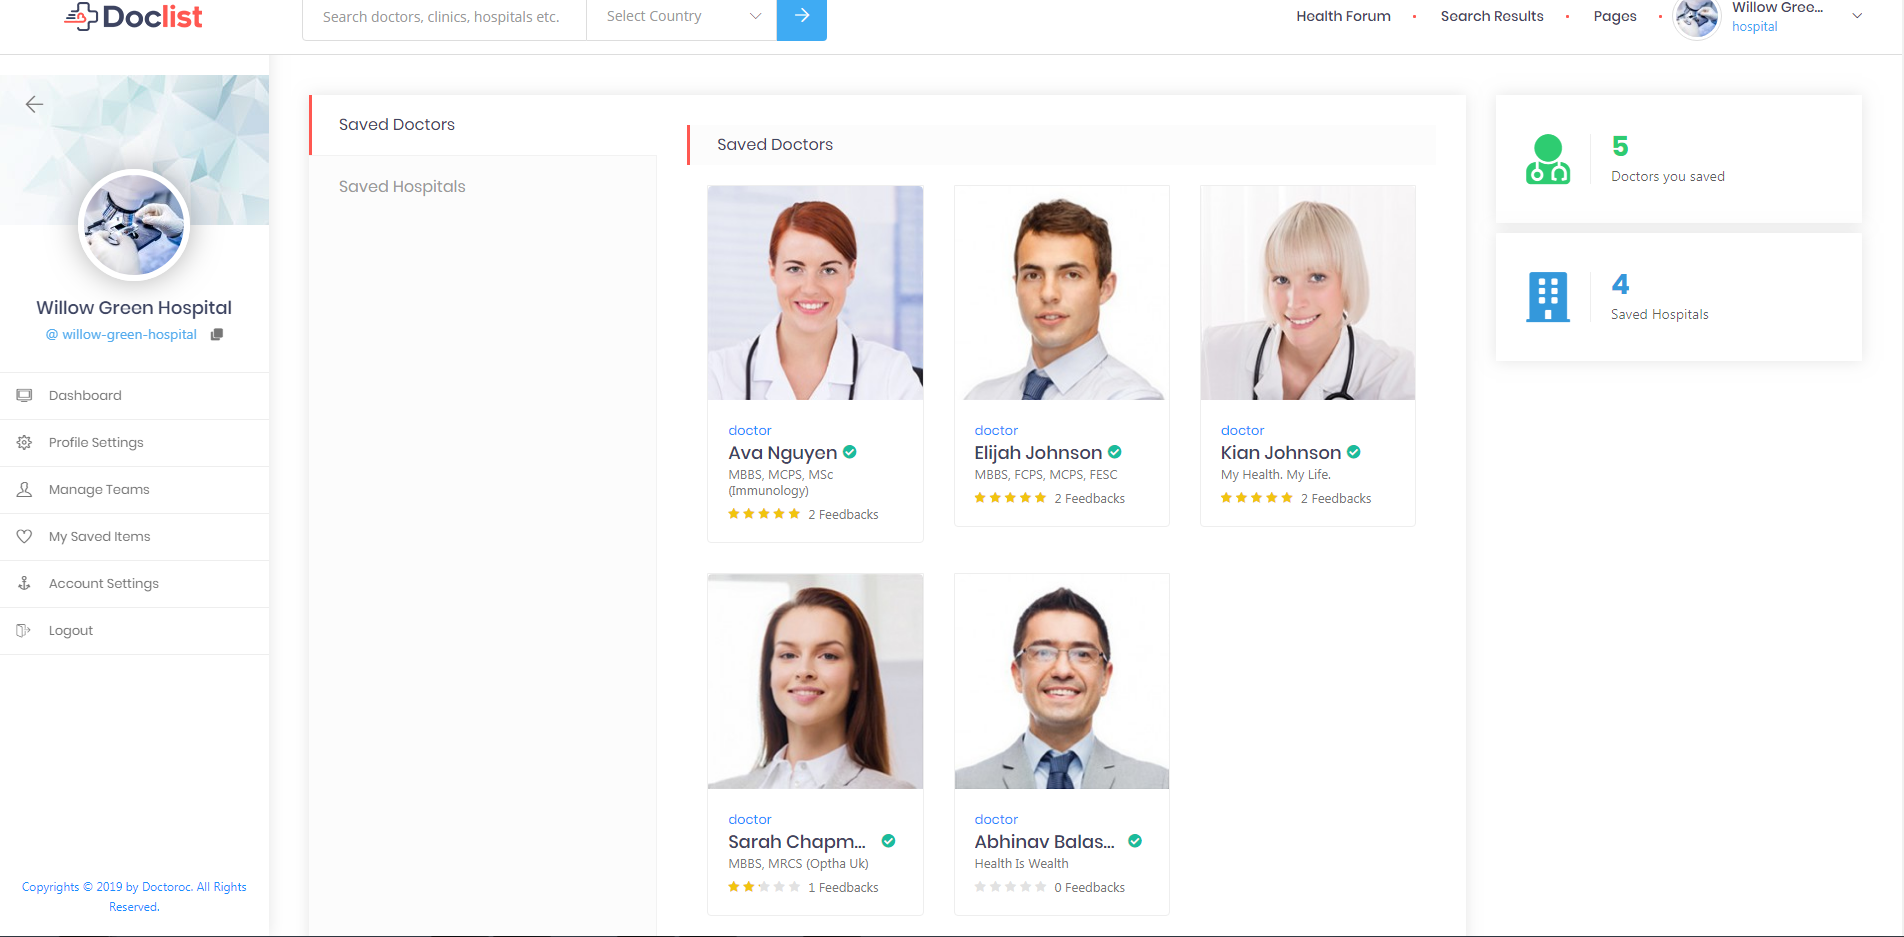 Doclist
Search doctors, clinics, hospitals etc.
Select Country
Health Forum
Search Results
Pages
Willow Gree...
hospital
Willow Green Hospital
@ willow-green-hospital
Dashboard
Profile Settings
Manage Teams
My Saved Items
Account Settings
Logout
Copyrights © 2019 by Doctoroc. All Rights
Reserved.
Saved Doctors
Saved Hospitals
Saved Doctors
doctor
Ava Nguyen
MBBS, MCPS, MSc
(Immunology)
2 Feedbacks
doctor
Elijah Johnson
MBBS, FCPS, MCPS, FESC
2 Feedbacks
doctor
Kian Johnson
My Health. My Life.
2 Feedbacks
doctor
Sarah Chapm...
MBBS, MRCS (Optha Uk)
1 Feedbacks
doctor
Abhinav Balas...
Health Is Wealth
0 Feedbacks
5
Doctors you saved
4
Saved Hospitals